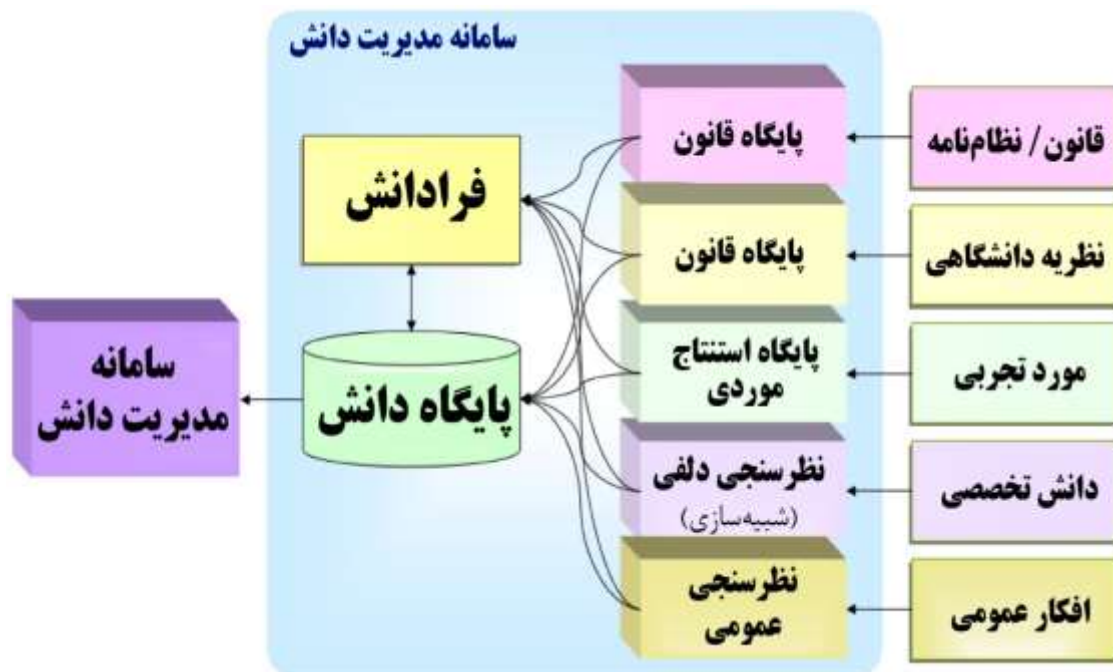 سامانه مدیریت دانش
قانون / نظام‌نامه
پایگاه قانون
نظریه دانشگاهی
پایگاه قانون
مورد تجربی
پایگاه استنتاج
موردی
دانش تخصصی
نظرسنجی دلفی
(شبیه‌سازی)
افکار عمومی
نظرسنجی
عمومی
فرادانش
پایگاه دانش
سامانه
مدیریت دانش